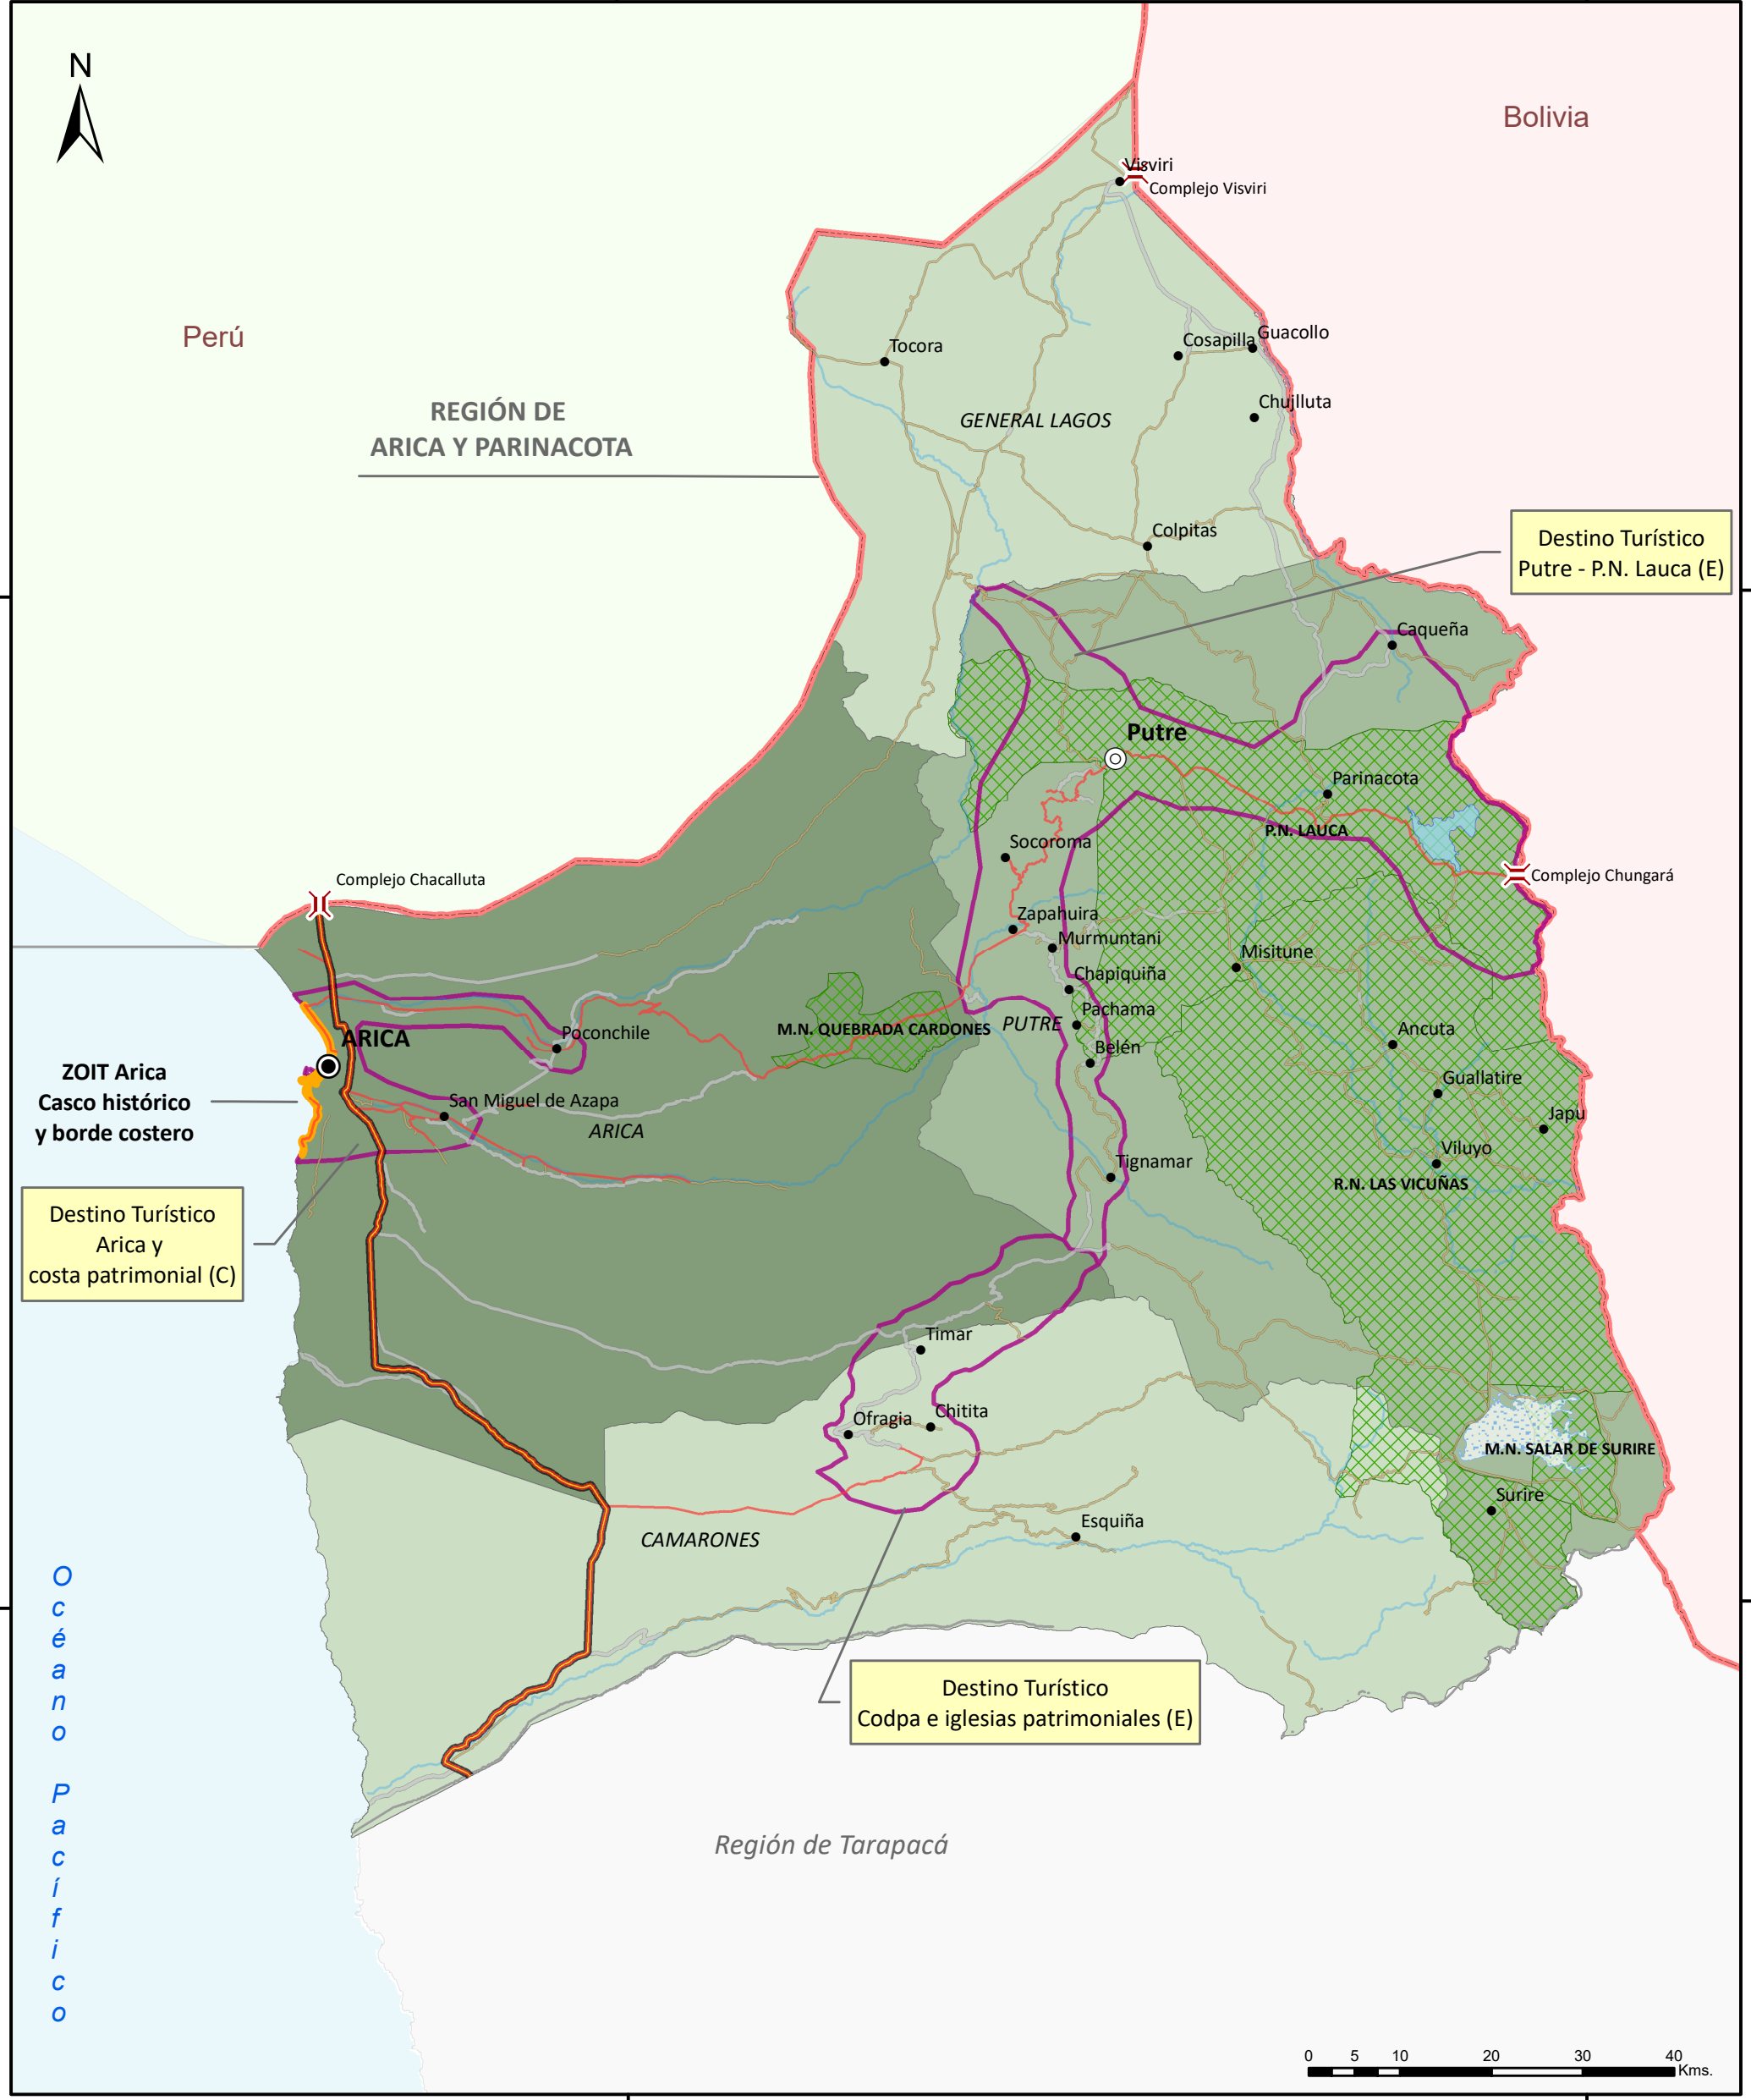 N
Bolivia
Visviri
Complejo Visviri
Perú
Tocora
Cosapilla
Guacollo
REGIÓN DE
ARICA Y PARINACOTA
Chujlluta
GENERAL LAGOS
Colpitas
Destino Turístico
Putre - P.N. Lauca (E)
Caqueña
Putre
Parinacota
P.N. LAUCA
Socoroma
Complejo Chacalluta
Complejo Chungará
Zapahuira
Murmuntani
Misitune
Chapiquiña
Pachama
PUTRE
M.N. QUEBRADA CARDONES
Ancuta
Poconchile
ARICA
Belén
ZOIT Arica
Casco histórico
y borde costero
Guallatire
San Miguel de Azapa
Japu
ARICA
Viluyo
Tignamar
R.N. LAS VICUÑAS
Destino Turístico
Arica y
costa patrimonial (C)
Timar
Ofragia
Chitita
M.N. SALAR DE SURIRE
Surire
Esquiña
CAMARONES
Océano Pacífico
Destino Turístico
Codpa e iglesias patrimoniales (E)
Región de Tarapacá
0 5 10 20 30 40
Kms.